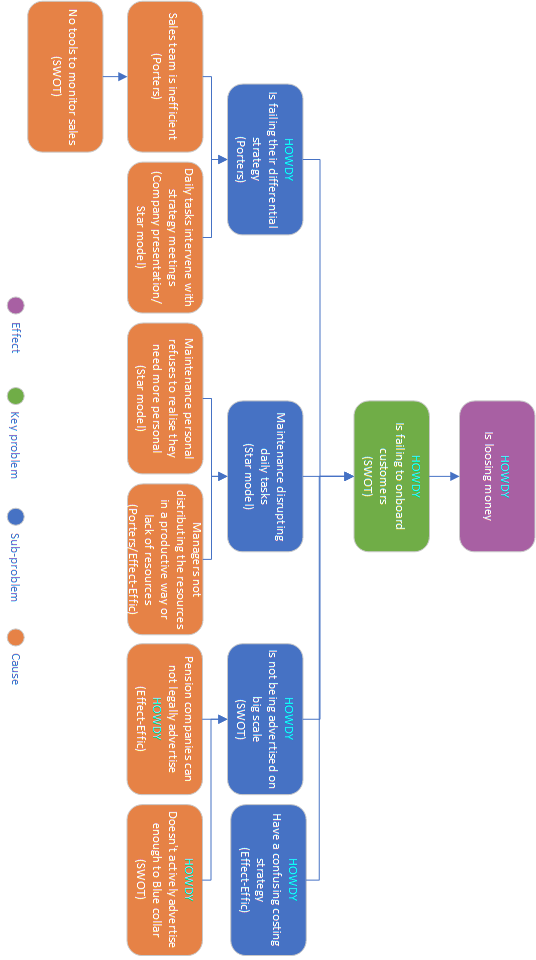 HOWDY
Is loosing money
HOWDY
Is failing to onboard
customers
(SWOT)
HOWDY
Is failing their differential
strategy
(Porters)
Maintenance disrupting
daily tasks
(Star model)
HOWDY
Is not being advertised on
big scale
(SWOT)
HOWDY
Have a confusing costing
strategy
(Effect-Effic)
Sales team is inefficient
(Porters)
Daily tasks intervene with
strategy meetings
(Company presentation/
Star model)
Maintenance personal
refuses to realise they
need more personal
(Star model)
Managers not
distributing the resources
in a productive way or
lack of resources
(Porters/Effect-Effic)
Pension companies can
not legally advertise
HOWDY
(Effect-Effic)
HOWDY
Doesn't actively advertise
enough to Blue collar
(SWOT)
No tools to monitor sales
(SWOT)
Effect
Key problem
Sub-problem
Cause